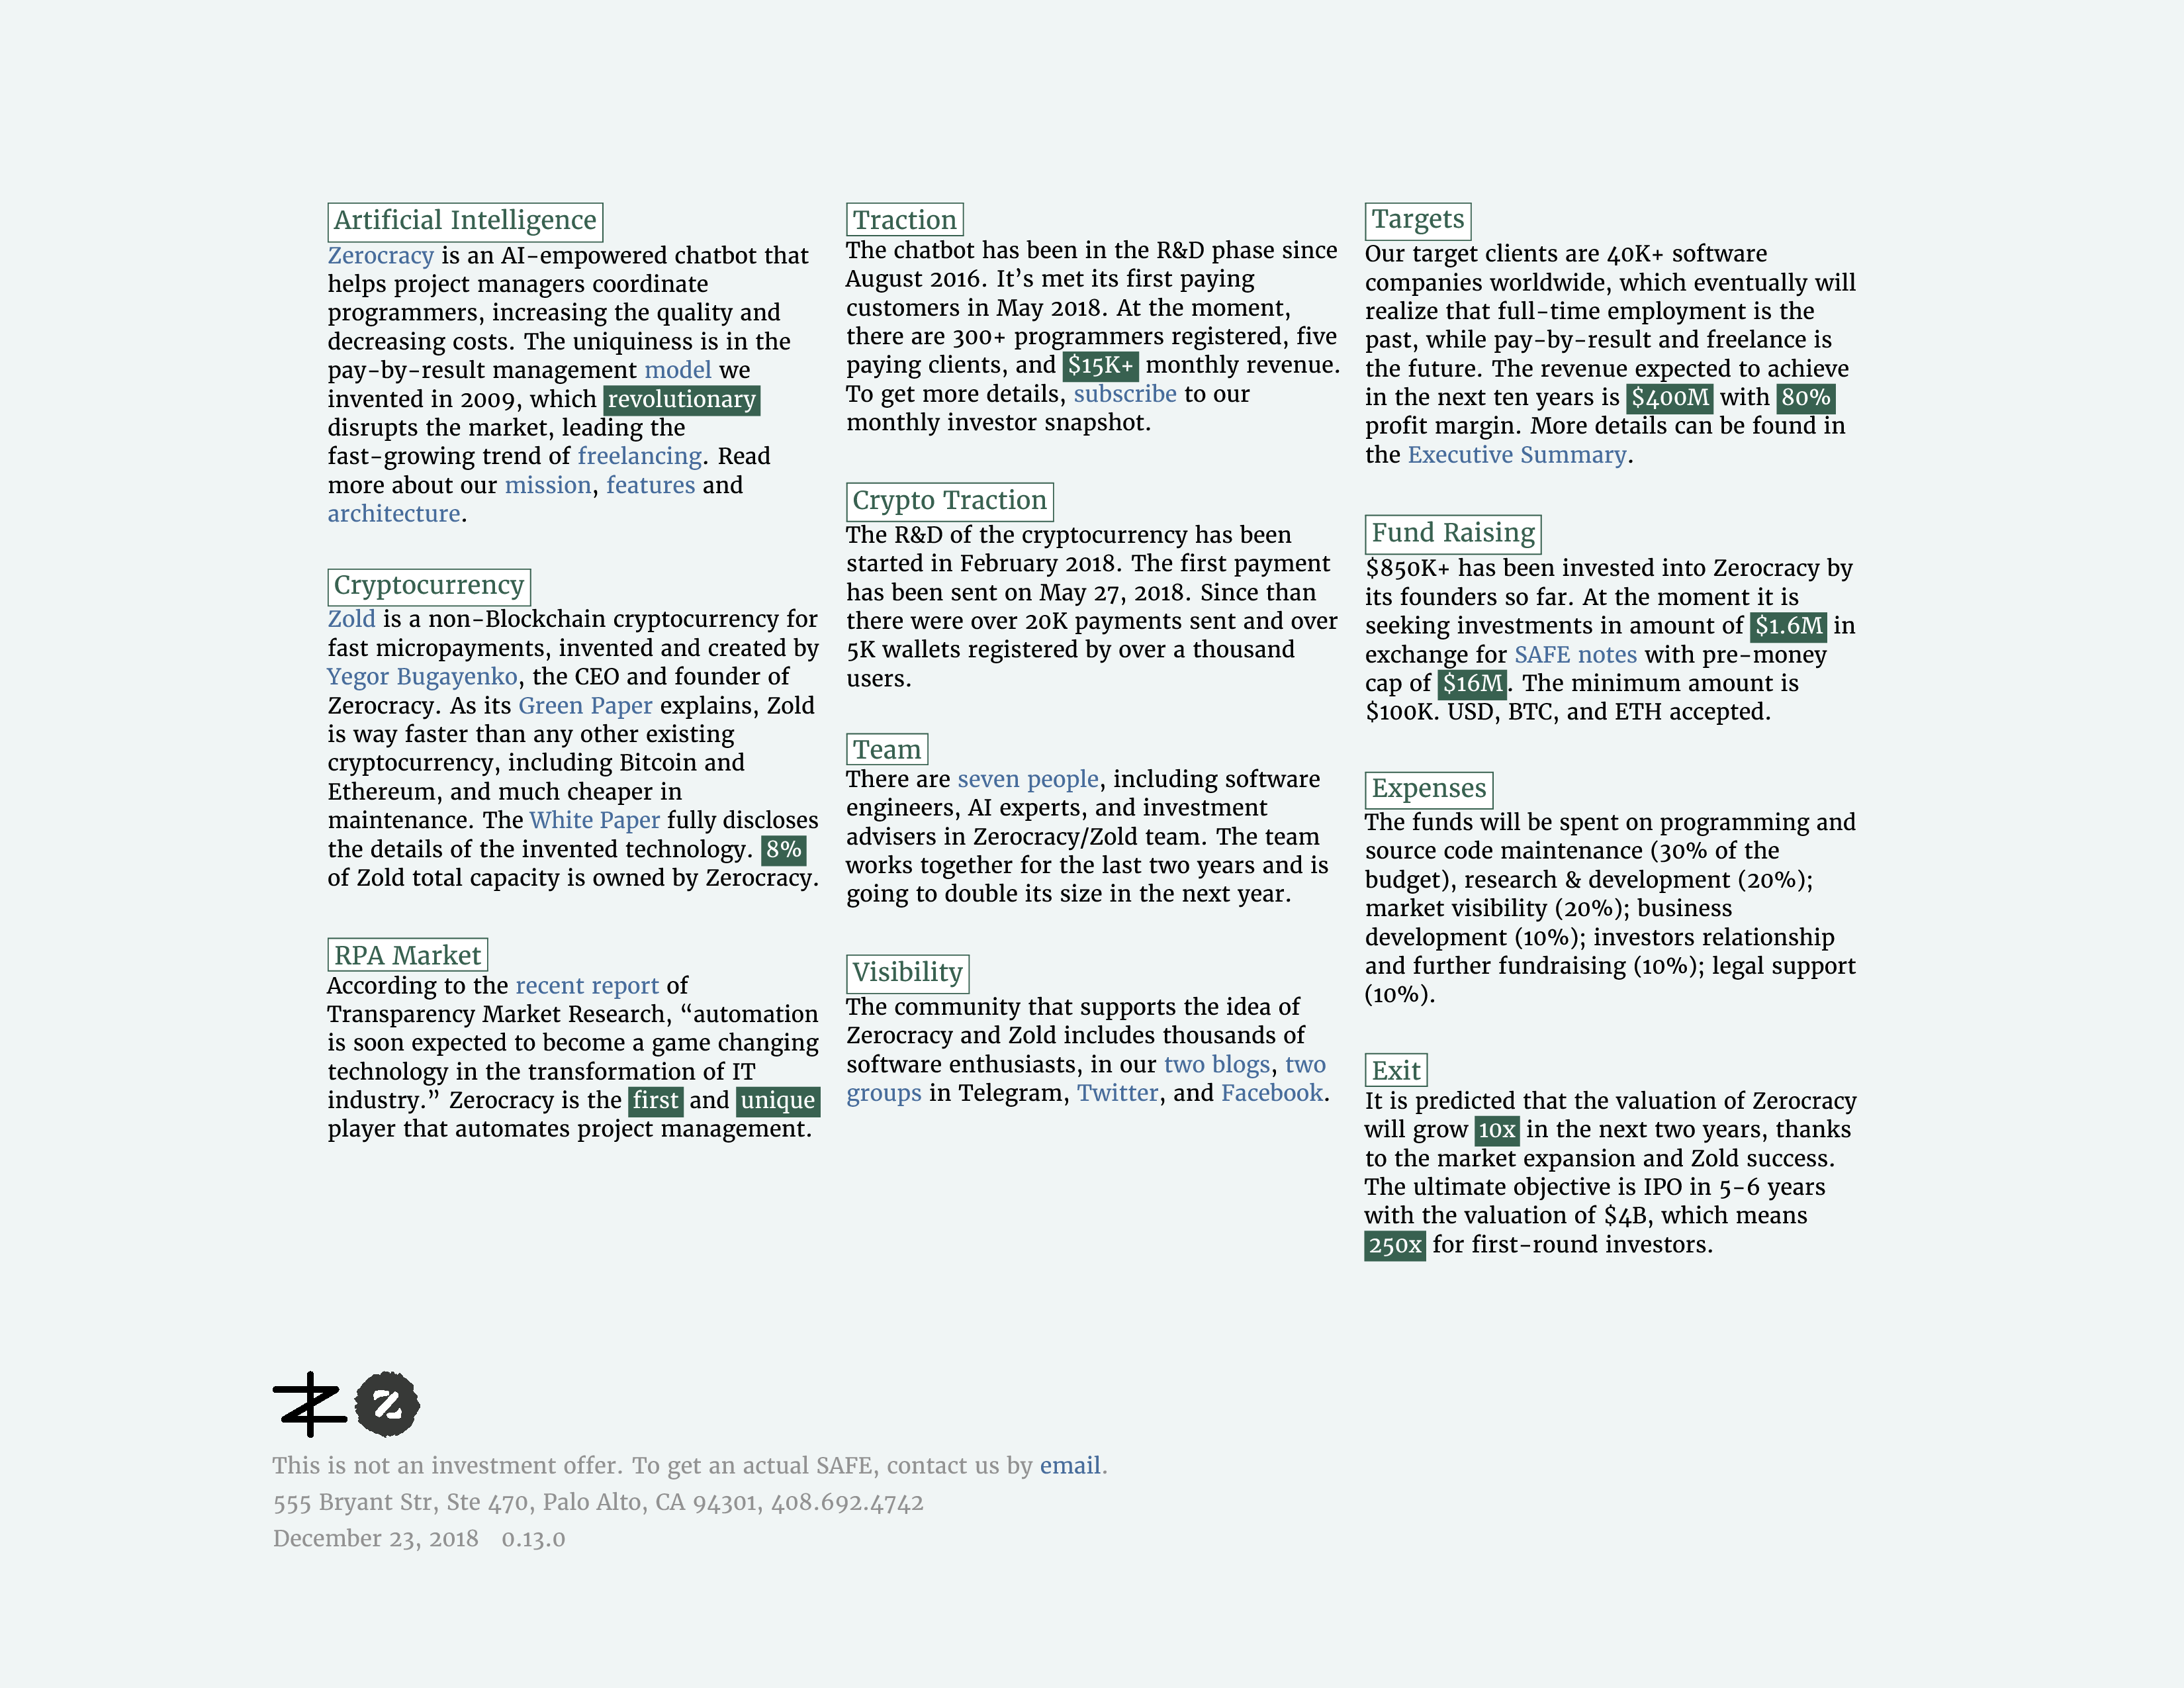 Artificial Intelligence
Zerocracy is an AI-empowered chatbot that
helps project managers coordinate
programmers, increasing the quality and
decreasing costs. The uniquiness is in the
pay-by-result management model we
invented in 2009, which revolutionary
disrupts the market, leading the
fast-growing trend of freelancing. Read
more about our mission, features and
architecture.
Cryptocurrency
Zold is a non-Blockchain cryptocurrency for
fast micropayments, invented and created by
Yegor Bugayenko, the CEO and founder of
Zerocracy. As its Green Paper explains, Zold
is way faster than any other existing
cryptocurrency, including Bitcoin and
Ethereum, and much cheaper in
maintenance. The White Paper fully discloses
the details of the invented technology. 8%
of Zold total capacity is owned by Zerocracy.
RPA Market
According to the recent report of
Transparency Market Research, “automation
is soon expected to become a game changing
technology in the transformation of IT
industry.” Zerocracy is the first and unique
player that automates project management.
Traction
The chatbot has been in the R&D phase since
August 2016. It’s met its first paying
customers in May 2018. At the moment,
there are 300+ programmers registered, five
paying clients, and $15K+ monthly revenue.
To get more details, subscribe to our
monthly investor snapshot.
Crypto Traction
The R&D of the cryptocurrency has been
started in February 2018. The first payment
has been sent on May 27, 2018. Since than
there were over 20K payments sent and over
5K wallets registered by over a thousand
users.
Team
There are seven people, including software
engineers, AI experts, and investment
advisers in Zerocracy/Zold team. The team
works together for the last two years and is
going to double its size in the next year.
Visibility
The community that supports the idea of
Zerocracy and Zold includes thousands of
software enthusiasts, in our two blogs, two
groups in Telegram, Twitter, and Facebook.
Targets
Our target clients are 40K+ software
companies worldwide, which eventually will
realize that full-time employment is the
past, while pay-by-result and freelance is
the future. The revenue expected to achieve
in the next ten years is $400M with 80%
profit margin. More details can be found in
the Executive Summary.
Fund Raising
$850K+ has been invested into Zerocracy by
its founders so far. At the moment it is
seeking investments in amount of $1.6M in
exchange for SAFE notes with pre-money
cap of $16M. The minimum amount is
$100K. USD, BTC, and ETH accepted.
Expenses
The funds will be spent on programming and
source code maintenance (30% of the
budget), research & development (20%);
market visibility (20%); business
development (10%); investors relationship
and further fundraising (10%); legal support
(10%).
Exit
It is predicted that the valuation of Zerocracy
will grow 10x in the next two years, thanks
to the market expansion and Zold success.
The ultimate objective is IPO in 5-6 years
with the valuation of $4B, which means
250x for first-round investors.
This is not an investment offer. To get an actual SAFE, contact us by email.
555 Bryant Str, Ste 470, Palo Alto, CA 94301, 408.692.4742
December 23, 2018 0.13.0